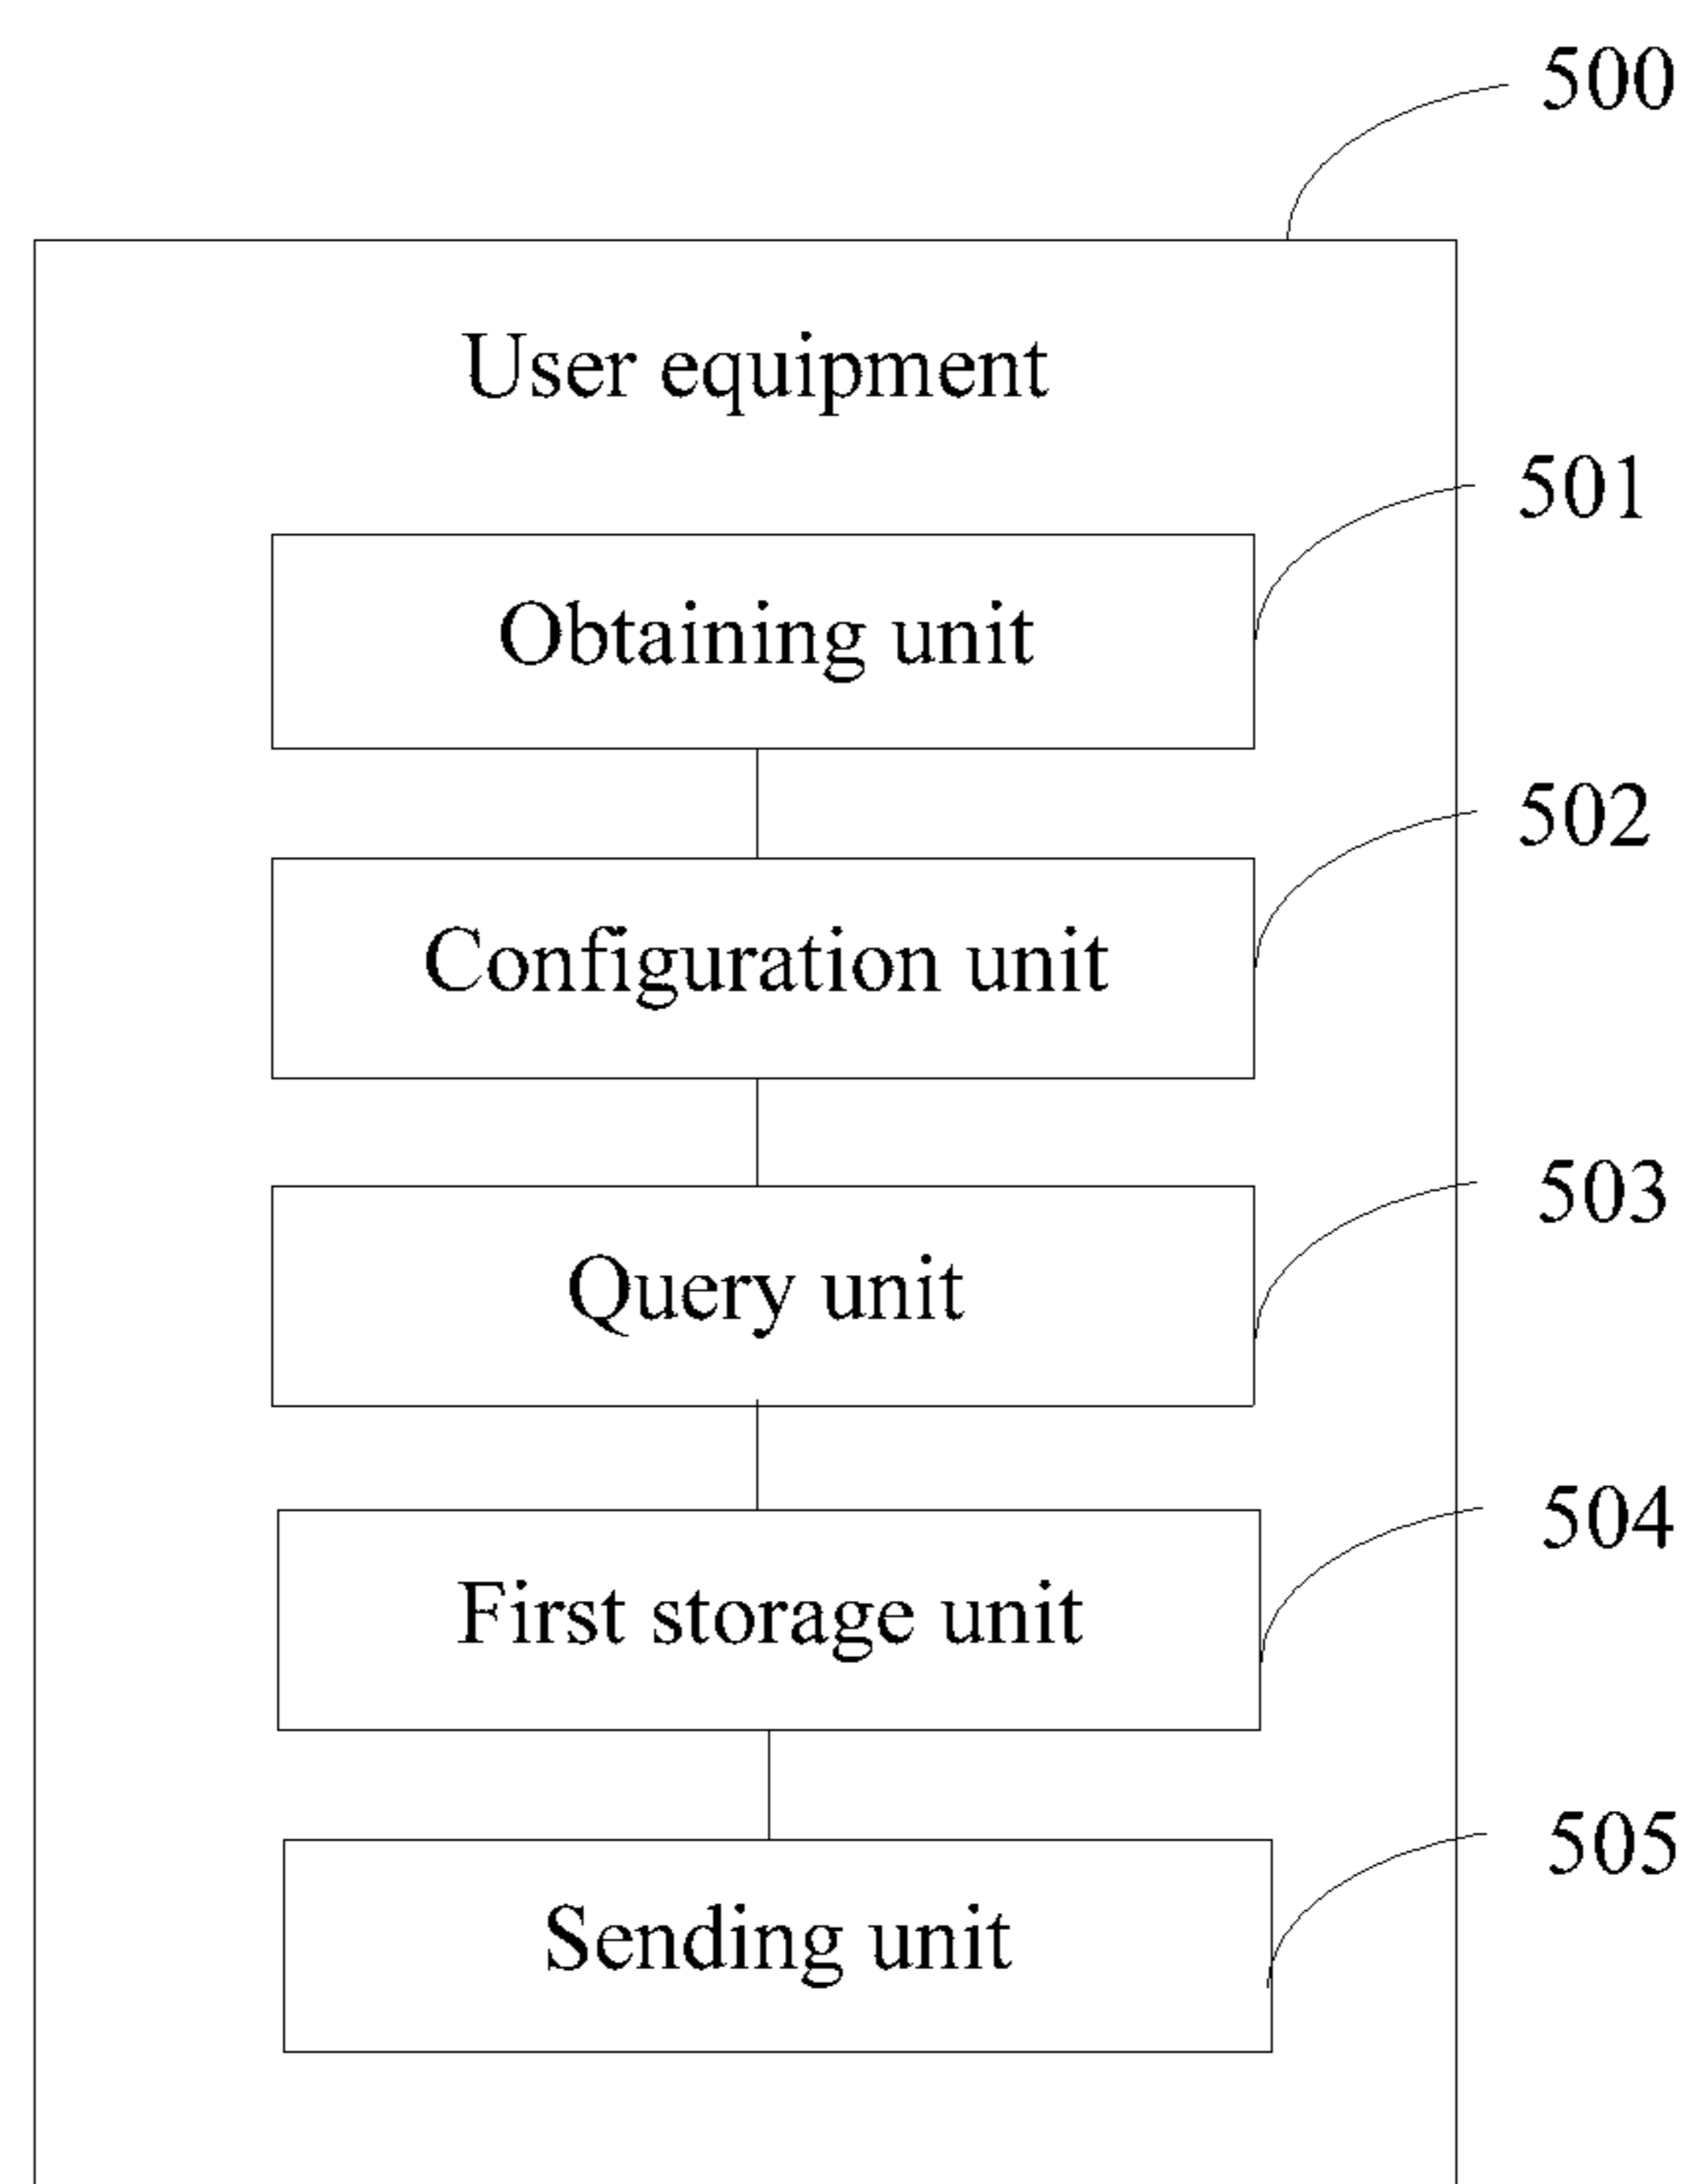 500
User equipment
501
Obtaining unit
502
Configuration unit
503
Query unit
504
First storage unit
505
Sending unit